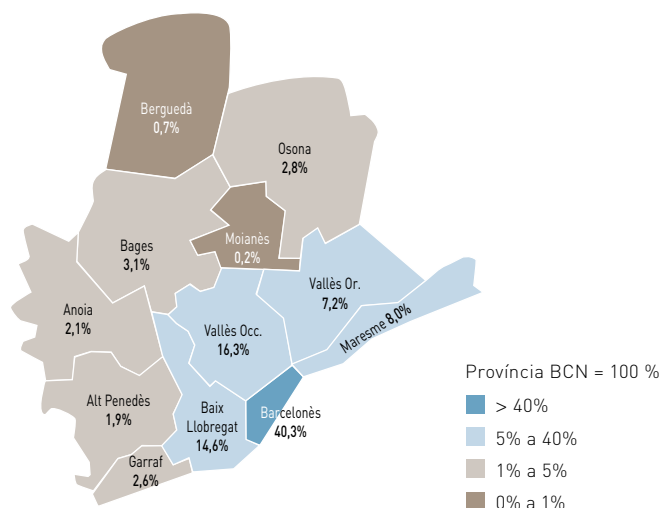 Berguedà
0,7%
Osona
2,8%
Moianès
0,2%
Bages
3,1%
Vallès Or.
7,2%
Anoia
2,1%
Vallès Occ.
16,3%
Maresme 8,0%
Alt Penedès
1,9%
Baix
Llobregat
14,6%
Barcelonès
40,3%
Garraf
2,6%
Província BCN = 100 %
> 40%
5% a 40%
1% a 5%
0% a 1%